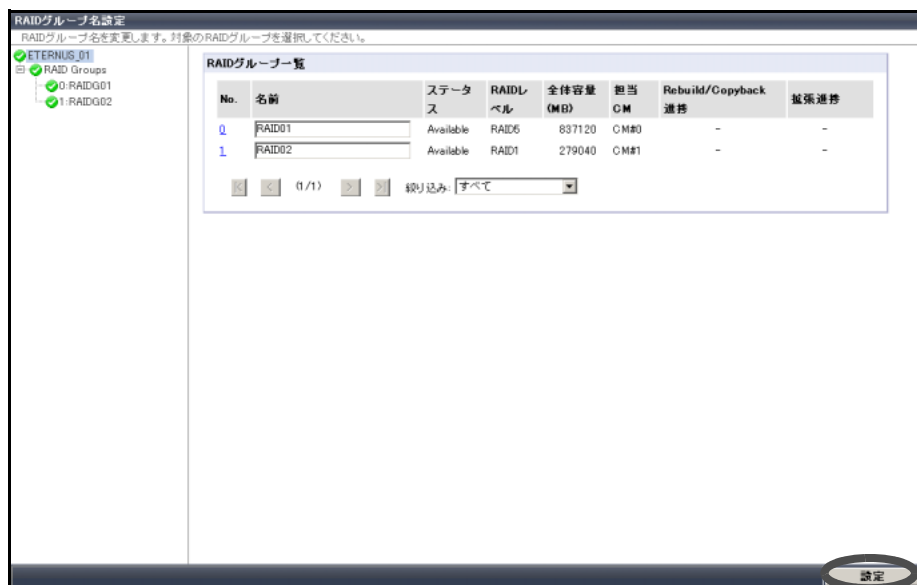 RAIDグループ名設定
RAIDグループ名を変更します。対象のRAIDグループを選択してください。
ETERNUS_01
RAID Groups
0:RAIDG01
1:RAIDG02
RAIDグループ一覧
No. 名前 ステータス RAIDレベル 全体容量(MB) 担当CM Rebuild/Copyback進捗 拡張進捗
0 RAID01 Available RAID5 837120 CM#0 - -
1 RAID02 Available RAID1 279040 CM#1 - -
(1/1) 絞り込み: すべて
設定